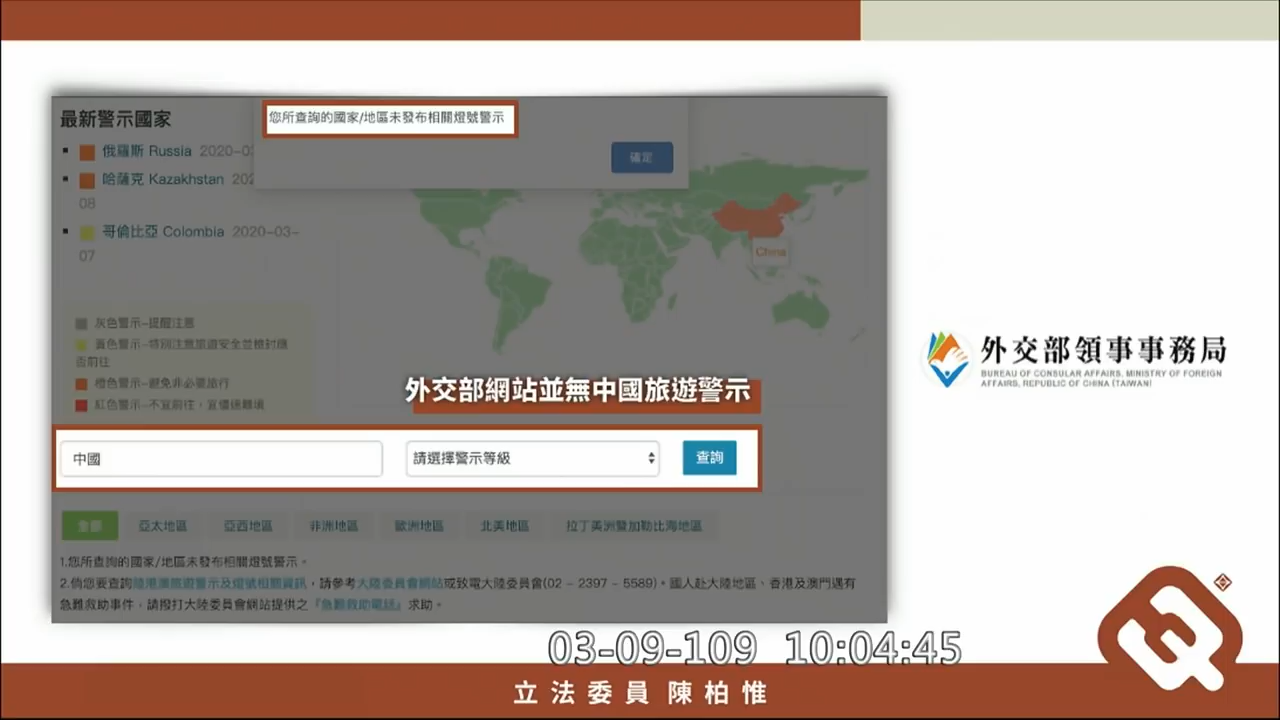 最新警示國家
您所查詢的國家/地區未發布相關燈號警示
確定
俄羅斯 Russia 2020-03
哈薩克 Kazakhstan 202
08
哥倫比亞 Colombia 2020-03-
07
China
灰色警示-提醒注意
黃色警示-特別注意旅遊安全並檢討應
否前往
橙色警示-避免非必要旅行
紅色警示-不宜前往,宜儘速離境
外交部網站並無中國旅遊警示
中國
請選擇警示等級
查詢
全部 亞太地區 亞西地區 非洲地區 歐洲地區 北美地區 拉丁美洲暨加勒比海地區
1.您所查詢的國家/地區未發布相關燈號警示。
2.倘您要查詢陸港澳旅遊警示及燈號相關資訊,請參考大陸委員會網站或致電大陸委員會(02 - 2397 - 5589)。國人赴大陸地區、香港及澳門遇有
急難救助事件,請撥打大陸委員會網站提供之『急難救助電話』求助。
外交部領事事務局
BUREAU OF CONSULAR AFFAIRS, MINISTRY OF FOREIGN
AFFAIRS, REPUBLIC OF CHINA (TAIWAN)
03-09-109 10:04:45
立法委員 陳柏惟